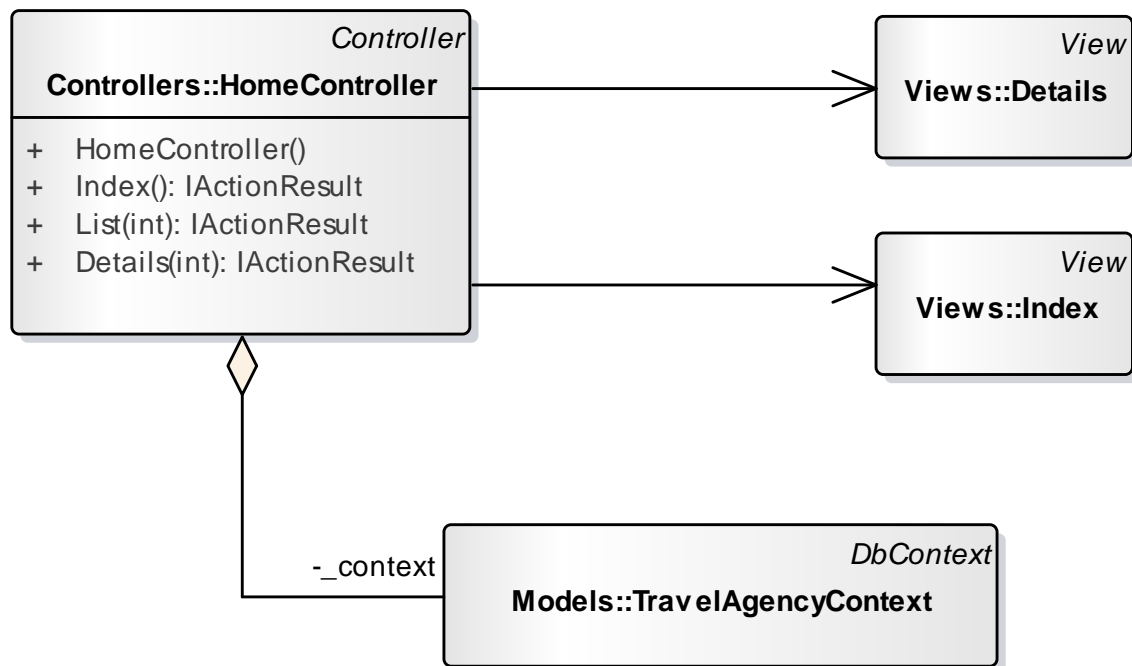 Controller
Controllers::HomeController
+ HomeController()
+ Index(): IActionResult
+ List(int): IActionResult
+ Details(int): IActionResult
View
Views::Details
View
Views::Index
-_context
DbContext
Models::TravelAgencyContext